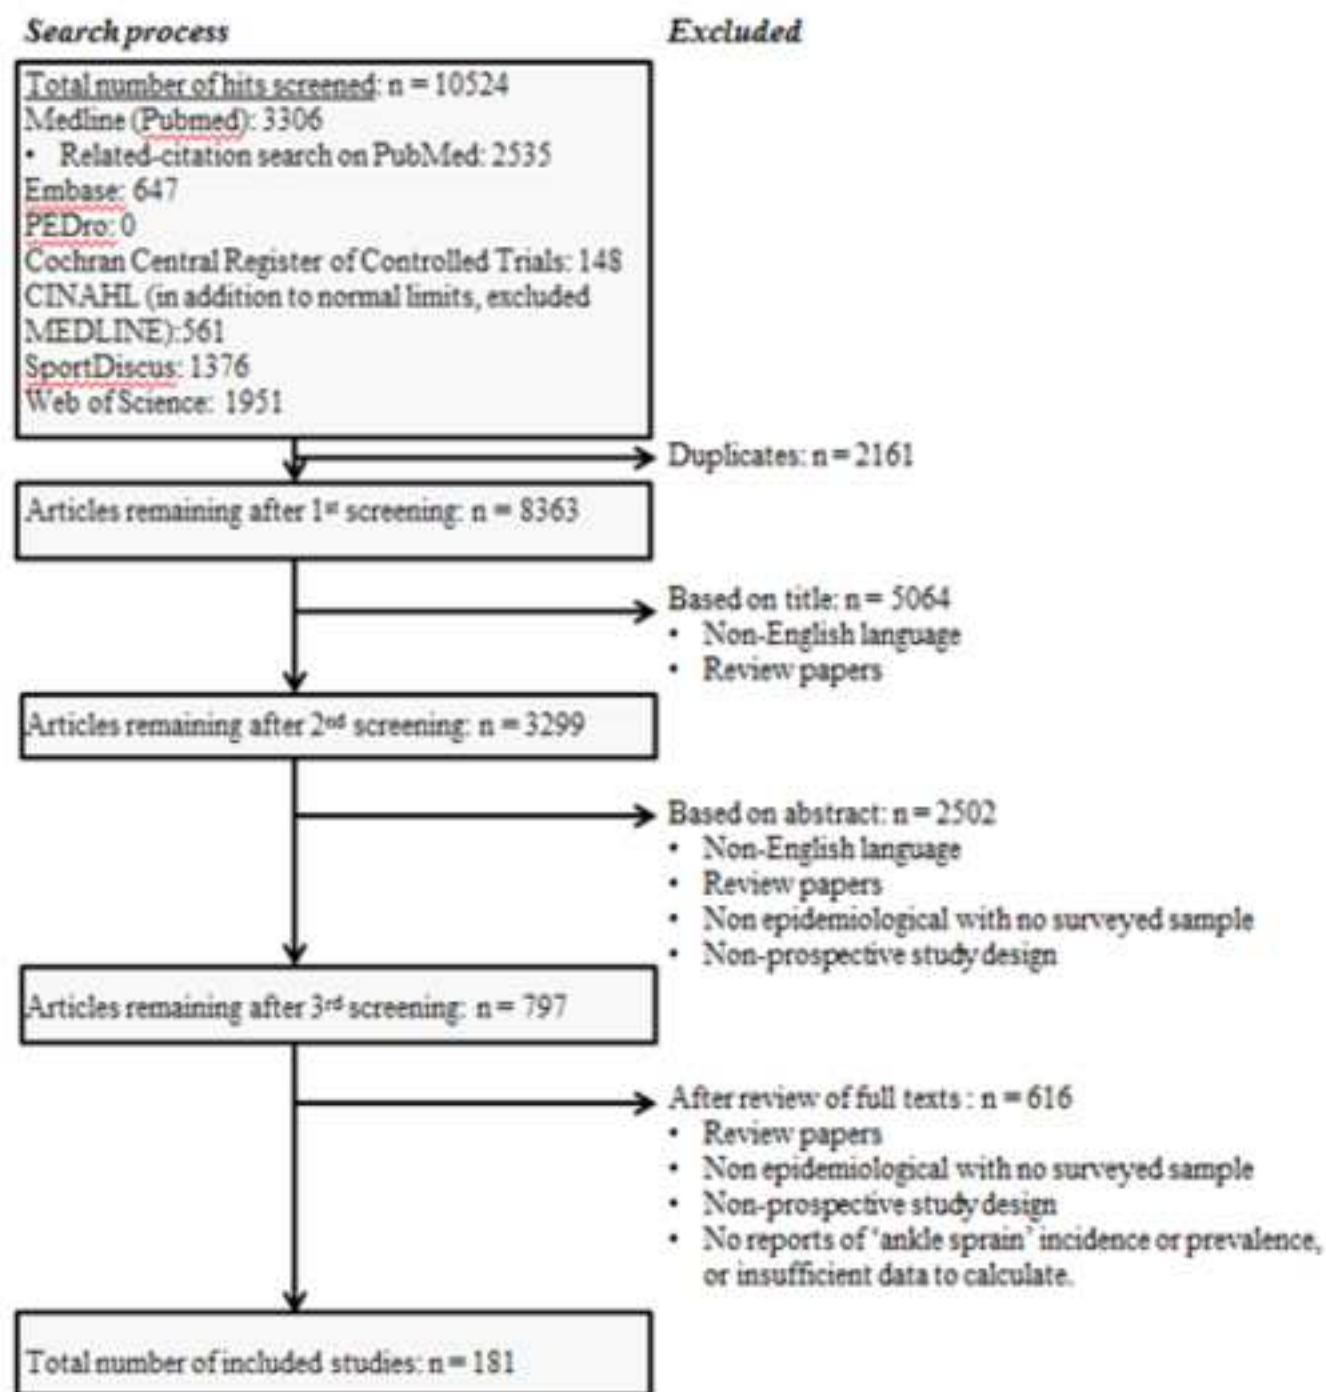 Search process
Excluded
Total number of hits screened: n = 10524
Medline (Pubmed): 3306
• Related-citation search on PubMed: 2535
Embase: 647
PEDro: 0
Cochran Central Register of Controlled Trials: 148
CINAHL (in addition to normal limits, excluded
MEDLINE):561
SportDiscus: 1376
Web of Science: 1951
Duplicates: n = 2161
Articles remaining after 1st screening: n = 8363
Based on title: n = 5064
• Non-English language
• Review papers
Articles remaining after 2nd screening: n = 3299
Based on abstract: n = 2502
• Non-English language
• Review papers
• Non epidemiological with no surveyed sample
• Non-prospective study design
Articles remaining after 3rd screening: n = 797
After review of full texts : n = 616
• Review papers
• Non epidemiological with no surveyed sample
• Non-prospective study design
• No reports of ‘ankle sprain’ incidence or prevalence,
or insufficient data to calculate.
Total number of included studies: n = 181